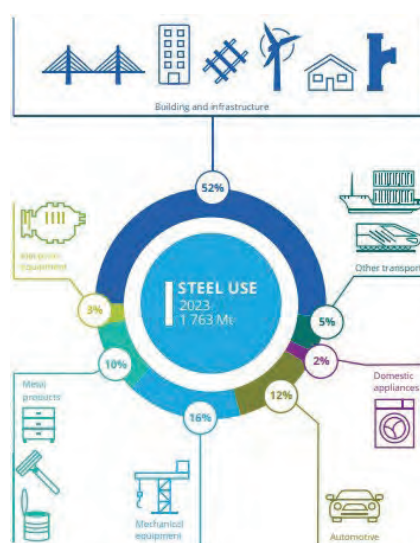 Building and infrastructure
52%
Electrical
equipment
STEEL USE
2023
1 763 Mt
Other transport
3%
5%
10%
2%
Metal
products
Domestic
appliances
12%
16%
Mechanical
equipment
Automotive